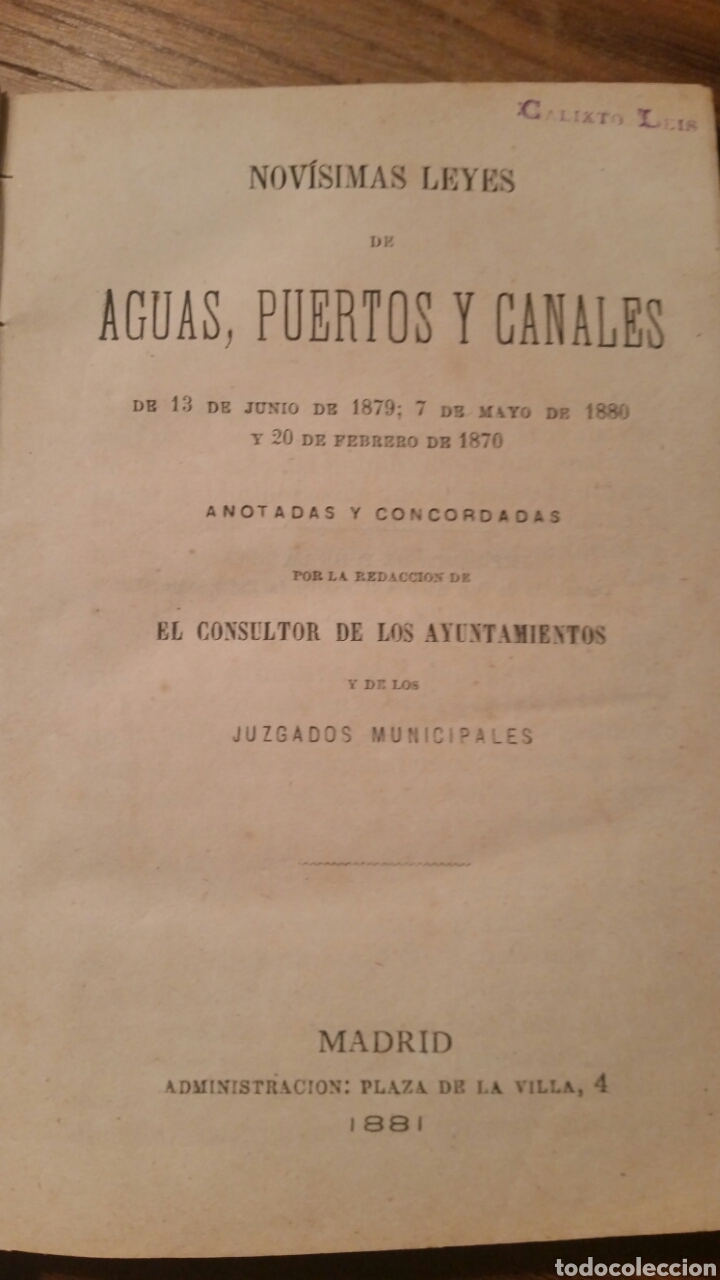 Calixto Leis
NOVÍSIMAS LEYES
DE
AGUAS, PUERTOS Y CANALES
DE 13 DE JUNIO DE 1879; 7 DE MAYO DE 1880
Y 20 DE FEBRERO DE 1870
ANOTADAS Y CONCORDADAS
POR LA REDACCION DE
EL CONSULTOR DE LOS AYUNTAMIENTOS
Y DE LOS
JUZGADOS MUNICIPALES
MADRID
ADMINISTRACION: PLAZA DE LA VILLA, 4
1881
todocoleccion